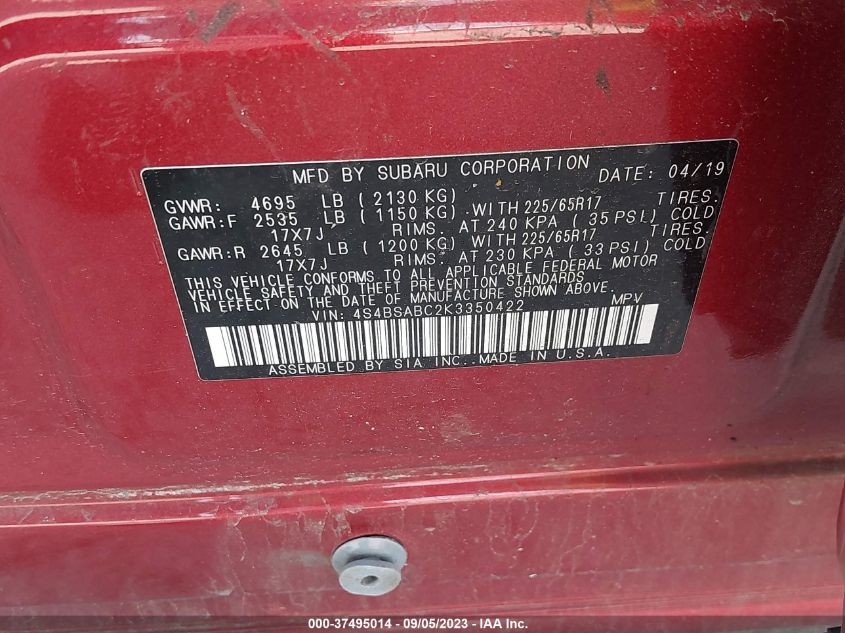 MFD BY SUBARU CORPORATION DATE: 04/19
GVWR: 4695 LB (2130 KG)
GAWR:F 2535 LB (1150 KG) WITH 225/65R17 TIRES,
17X7J RIMS, AT 240 KPA (35 PSI) COLD
GAWR:R 2645 LB (1200 KG) WITH 225/65R17 TIRES,
17X7J RIMS, AT 230 KPA (33 PSI) COLD
THIS VEHICLE CONFORMS TO ALL APPLICABLE FEDERAL MOTOR
VEHICLE SAFETY AND THEFT PREVENTION STANDARDS
IN EFFECT ON THE DATE OF MANUFACTURE SHOWN ABOVE.
VIN: 4S4BSABC2K3350422 MPV
ASSEMBLED BY SIA INC., MADE IN U.S.A.
000-37495014 - 09/05/2023 - IAAI.com